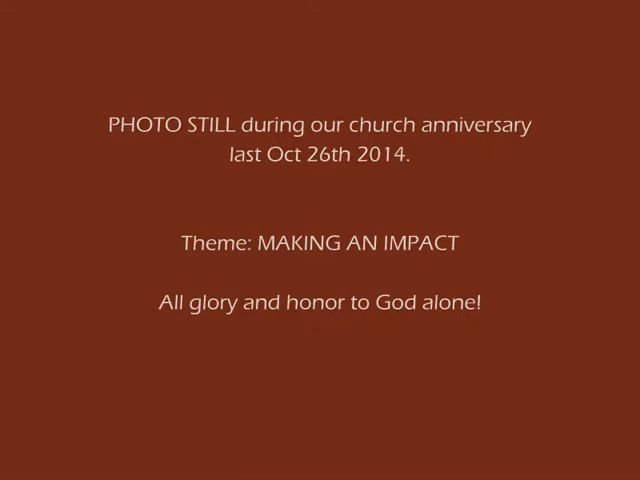 PHOTO STILL during our church anniversary
last Oct 26th 2014.
Theme: MAKING AN IMPACT
All glory and honor to God alone!